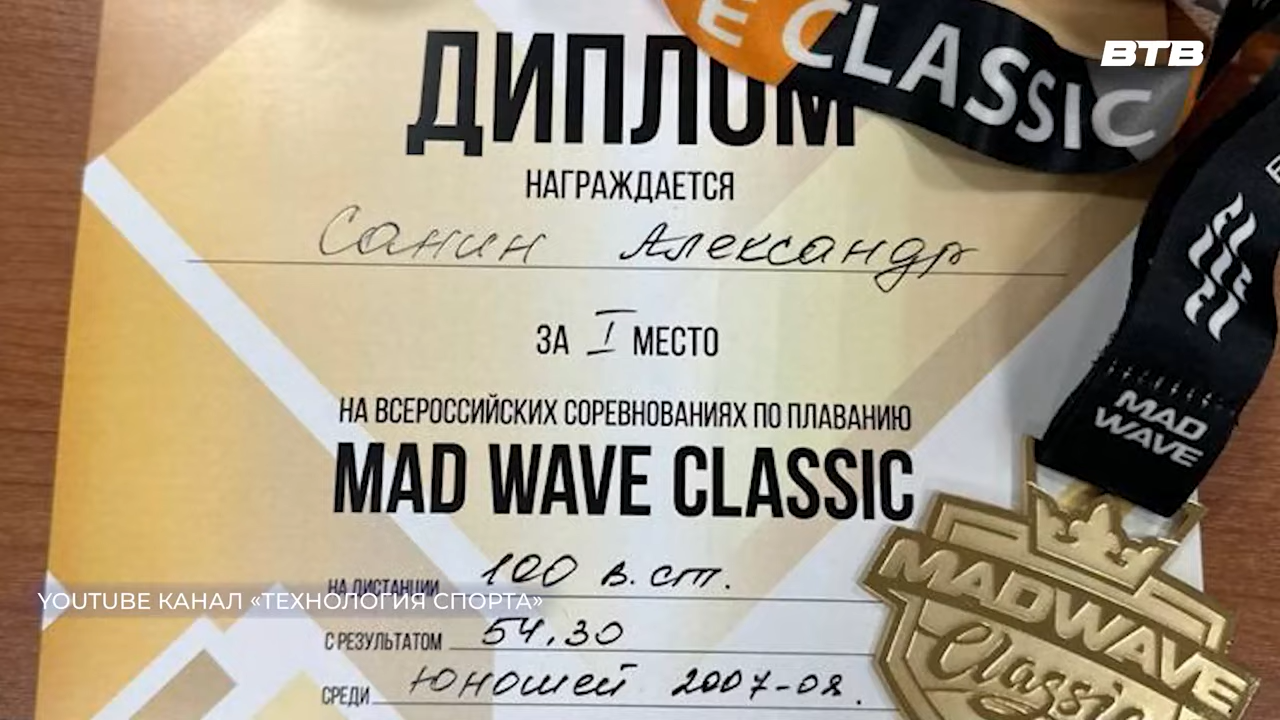 E CLASSIC
ВТВ
ДИПЛОМ
НАГРАЖДАЕТСЯ
Санин Александр
ЗА I МЕСТО
НА ВСЕРОССИЙСКИХ СОРЕВНОВАНИЯХ ПО ПЛАВАНИЮ
MAD WAVE CLASSIC
MAD
WAVE
НА ДИСТАНЦИИ 100 в.ст.
YOUTUBE КАНАЛ «ТЕХНОЛОГИЯ СПОРТА»
С РЕЗУЛЬТАТОМ 54.30
СРЕДИ Юношей 2007-08.
MADWAVE
Classic